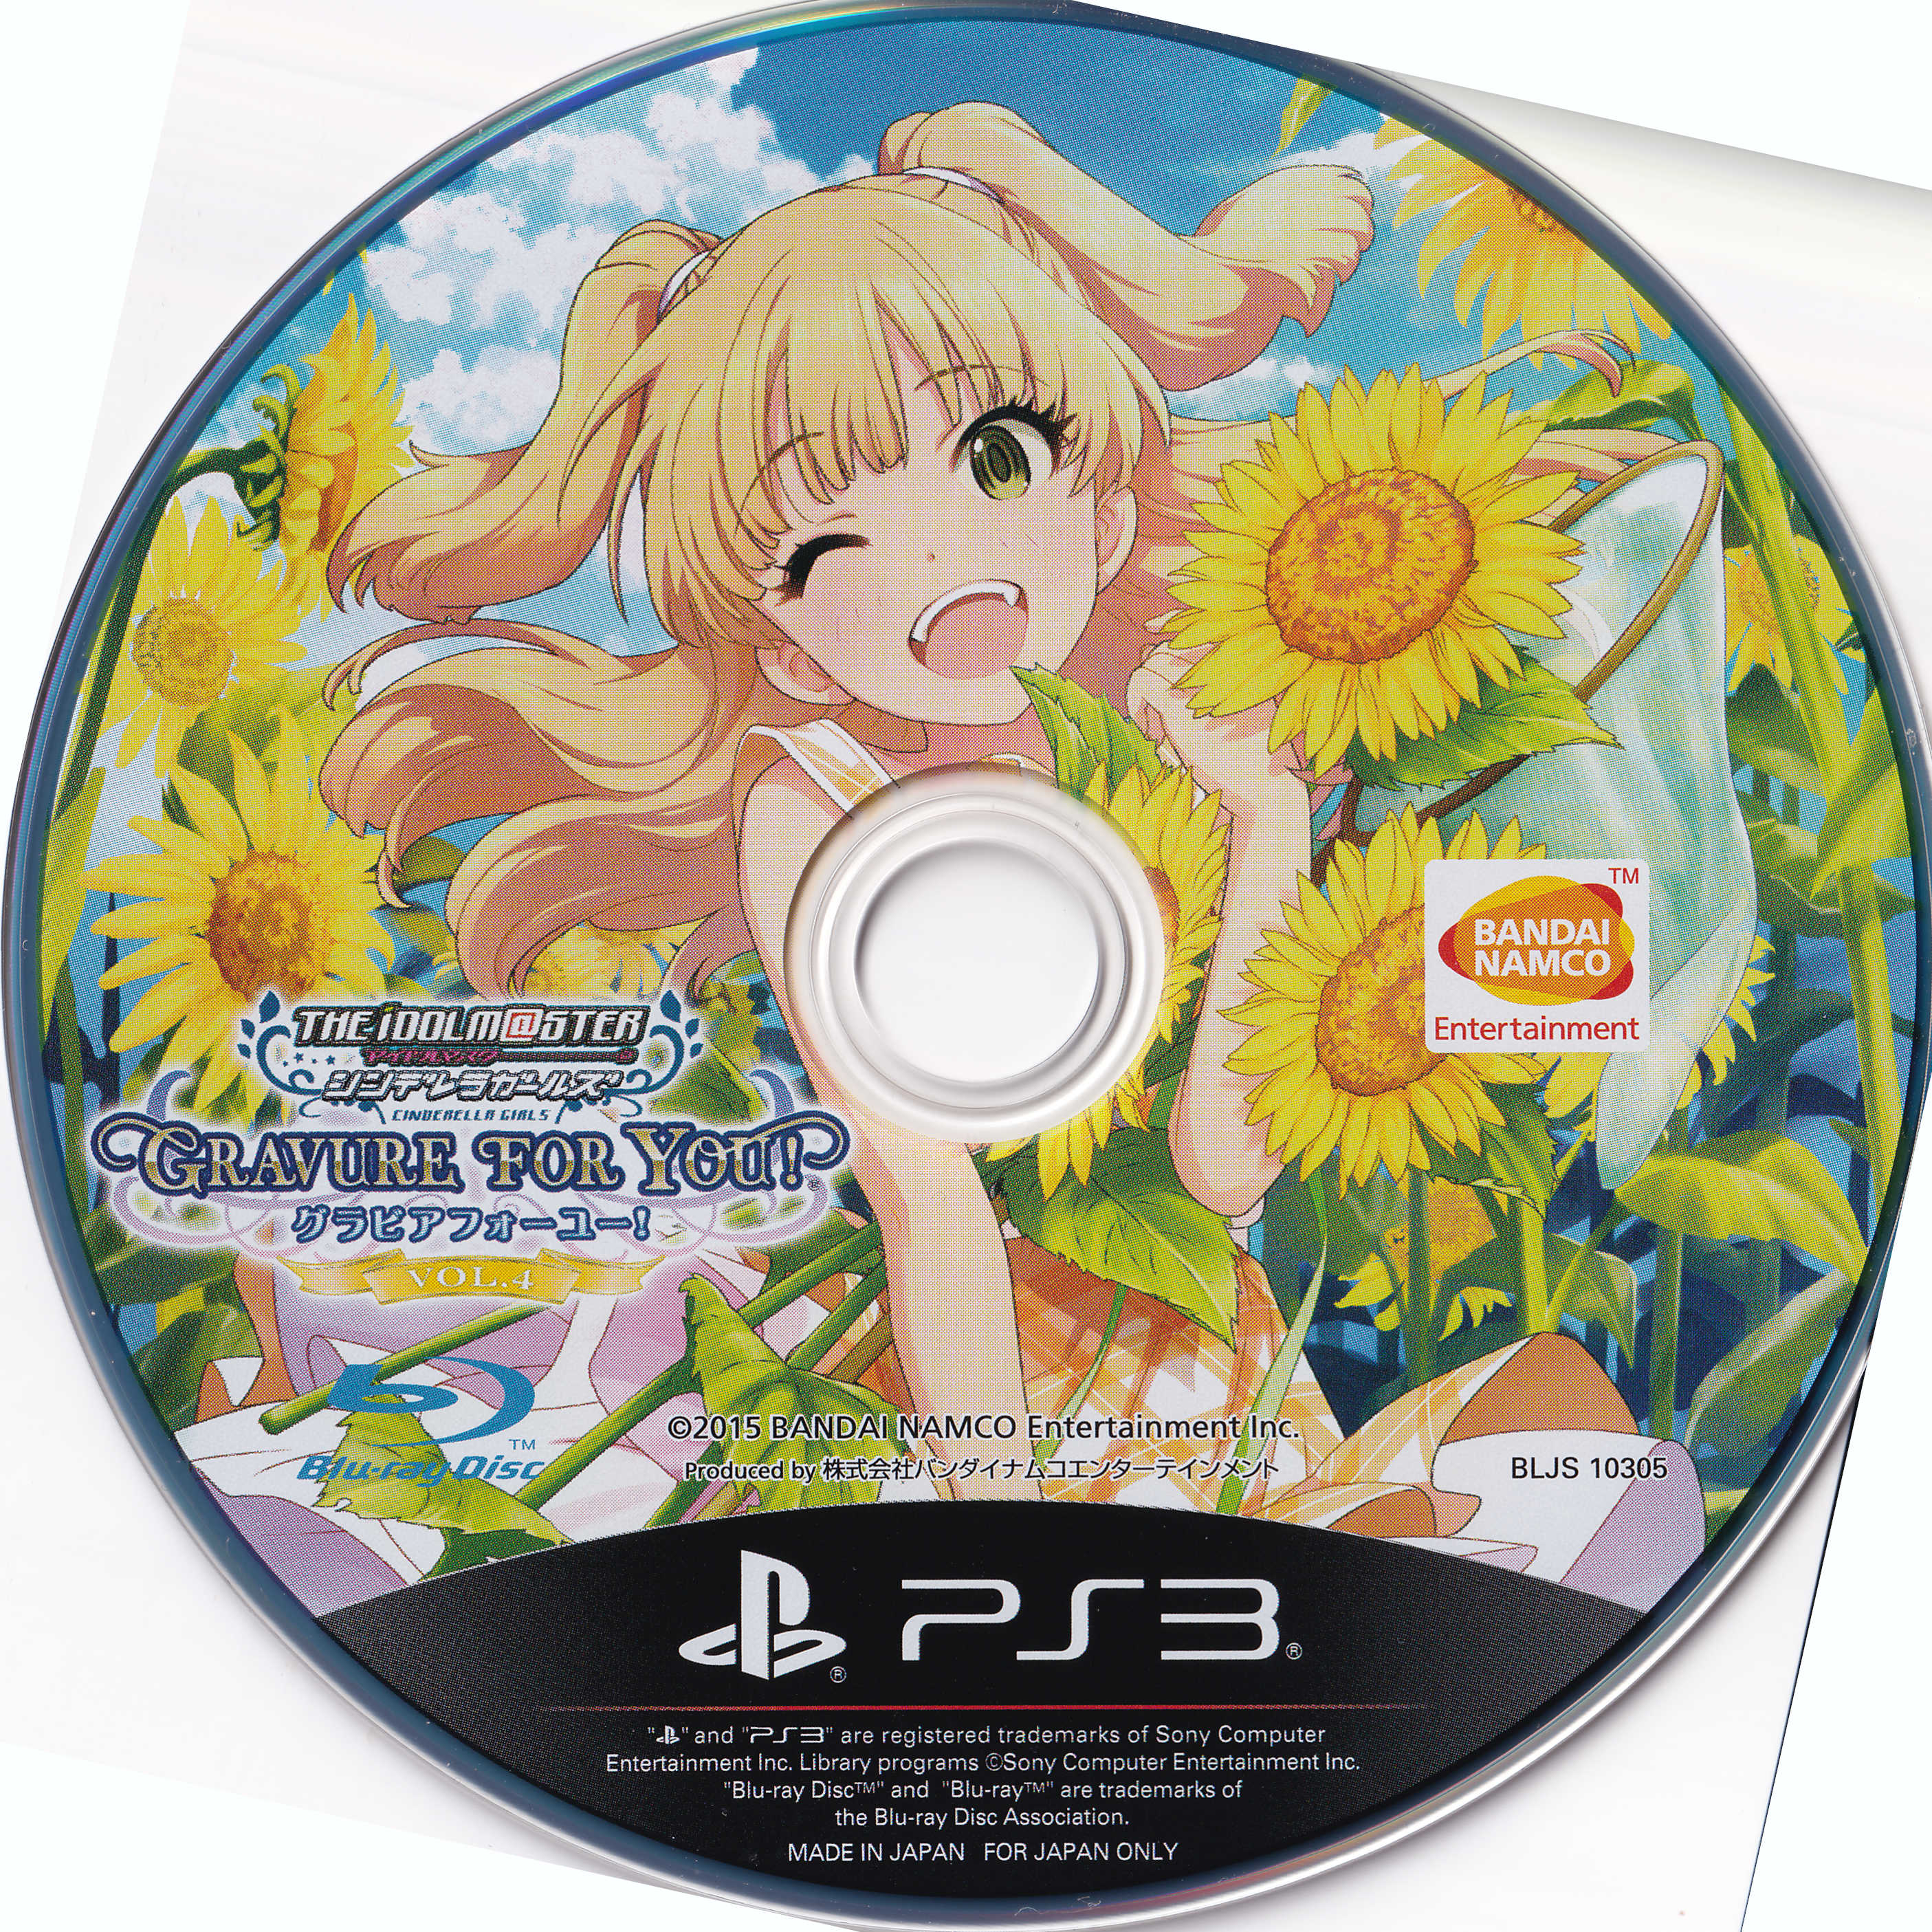 THE iDOLM@STER
アイドルマスター
シンデレラガールズ
CINDERELLA GIRLS
GRAVURE FOR YOU!®
グラビアフォーユー!
VOL.4
TM
BANDAI
NAMCO
Entertainment
TM
Blu-ray Disc
©2015 BANDAI NAMCO Entertainment Inc.
Produced by 株式会社バンダイナムコエンターテインメント
BLJS 10305
® PS3®
" " and "PS3" are registered trademarks of Sony Computer
Entertainment Inc. Library programs ©Sony Computer Entertainment Inc.
"Blu-ray Disc™" and "Blu-ray™" are trademarks of
the Blu-ray Disc Association.
MADE IN JAPAN FOR JAPAN ONLY